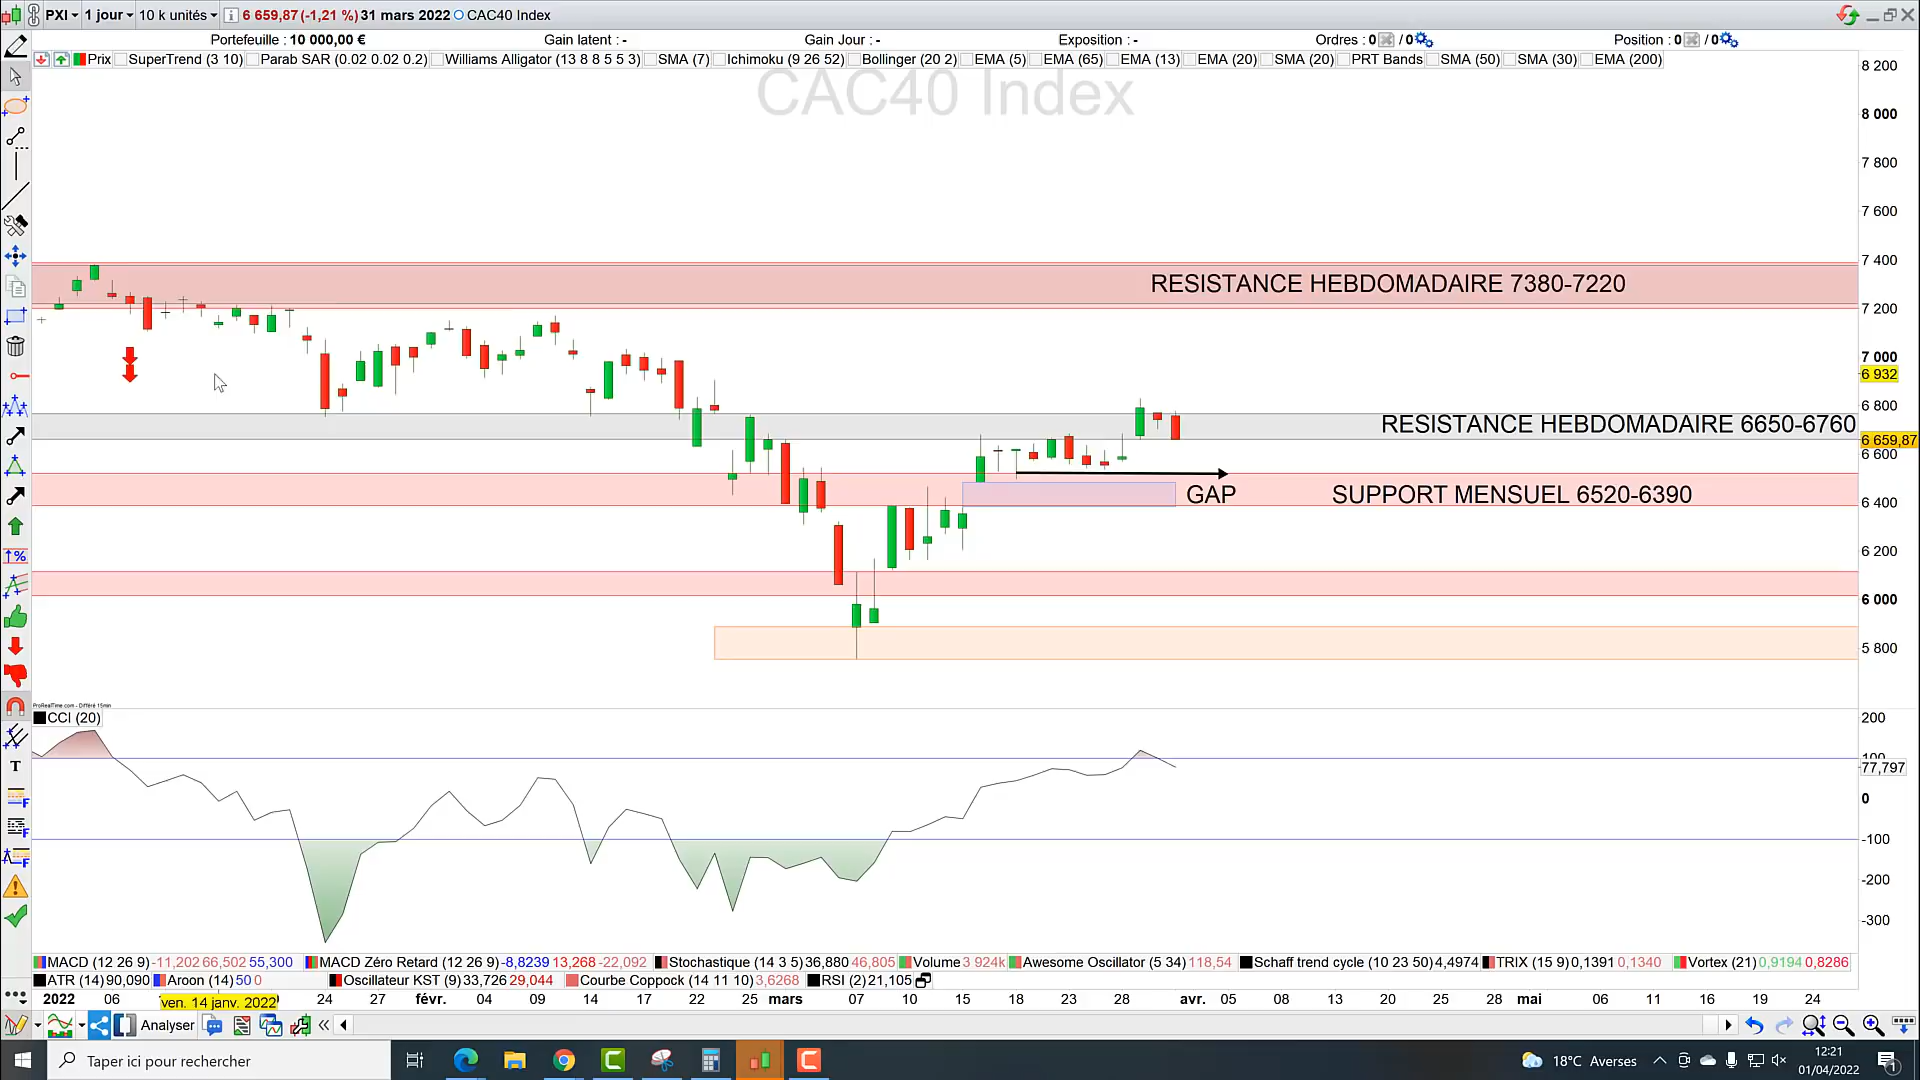 PXI 1 jour 10 k unités 6 659,87 (-1,21 %) 31 mars 2022 CAC40 Index
Portefeuille : 10 000,00 € Gain latent : - Gain Jour : - Exposition : - Ordres : 0 / 0 Position : 0 / 0
Prix SuperTrend (3 10) Parab SAR (0.02 0.02 0.2) Williams Alligator (13 8 8 5 5 3) SMA (7) Ichimoku (9 26 52) Bollinger (20 2) EMA (5) EMA (65) EMA (13) EMA (20) SMA (20) PRT Bands SMA (50) SMA (30) EMA (200)
CAC40 Index
8 200
8 000
7 800
7 600
7 400
RESISTANCE HEBDOMADAIRE 7380-7220
7 200
7 000
6 932
6 800
RESISTANCE HEBDOMADAIRE 6650-6760
6 659,87
6 600
GAP SUPPORT MENSUEL 6520-6390
6 400
6 200
6 000
5 800
ProRealTime.com - Différé 15min
CCI (20)
200
100
77,797
0
-100
-200
-300
MACD (12 26 9) -11,202 66,502 55,300 MACD Zéro Retard (12 26 9) -8,8239 13,268 -22,092 Stochastique (14 3 5) 36,880 46,805 Volume 3 924k Awesome Oscillator (5 34) 118,54 Schaff trend cycle (10 23 50) 4,4974 TRIX (15 9) 0,1391 0,1340 Vortex (21) 0,9194 0,8286
ATR (14) 90,090 Aroon (14) 50 0 Oscillateur KST (9) 33,726 29,044 Courbe Coppock (14 11 10) 3,6268 RSI (2) 21,105
2022 06 ven. 14 janv. 2022 24 27 févr. 04 09 14 17 22 25 mars 07 10 15 18 23 28 avr. 05 08 13 20 25 28 mai 06 11 16 19 24
Analyser
Taper ici pour rechercher
18°C Averses
12:21
01/04/2022
1